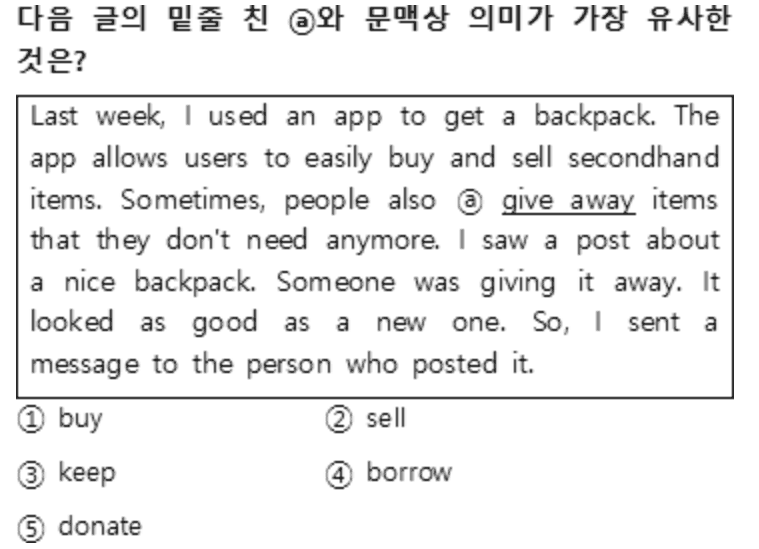 다음 글의 밑줄 친 ⓐ와 문맥상 의미가 가장 유사한
것은?
Last week, I used an app to get a backpack. The
app allows users to easily buy and sell secondhand
items. Sometimes, people also ⓐ give away items
that they don't need anymore. I saw a post about
a nice backpack. Someone was giving it away. It
looked as good as a new one. So, I sent a
message to the person who posted it.
① buy ② sell
③ keep ④ borrow
⑤ donate